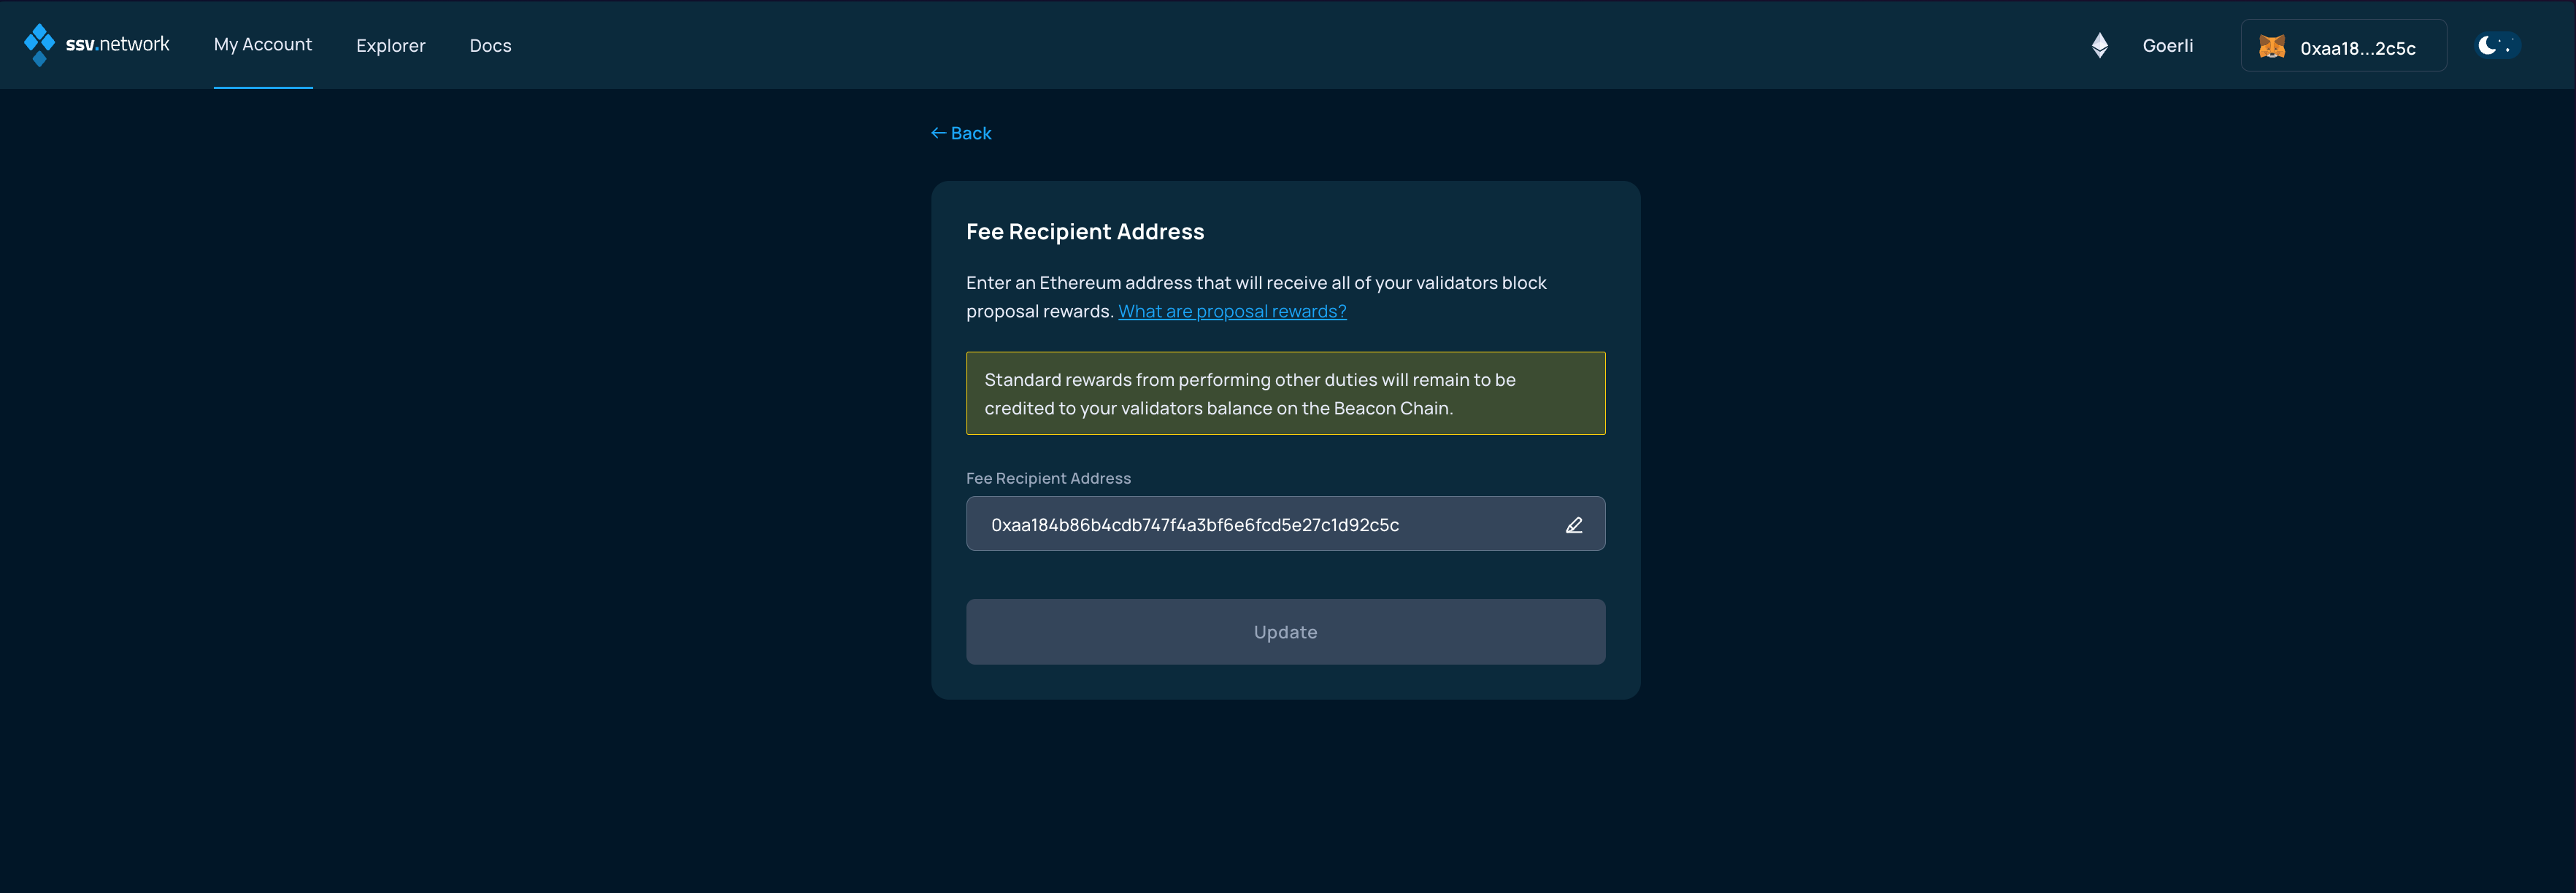 ssv.network
My Account
Explorer
Docs
Goerli
0xaa18...2c5c
← Back
Fee Recipient Address
Enter an Ethereum address that will receive all of your validators block
proposal rewards. What are proposal rewards?
Standard rewards from performing other duties will remain to be
credited to your validators balance on the Beacon Chain.
Fee Recipient Address
0xaa184b86b4cdb747f4a3bf6e6fcd5e27c1d92c5c
Update